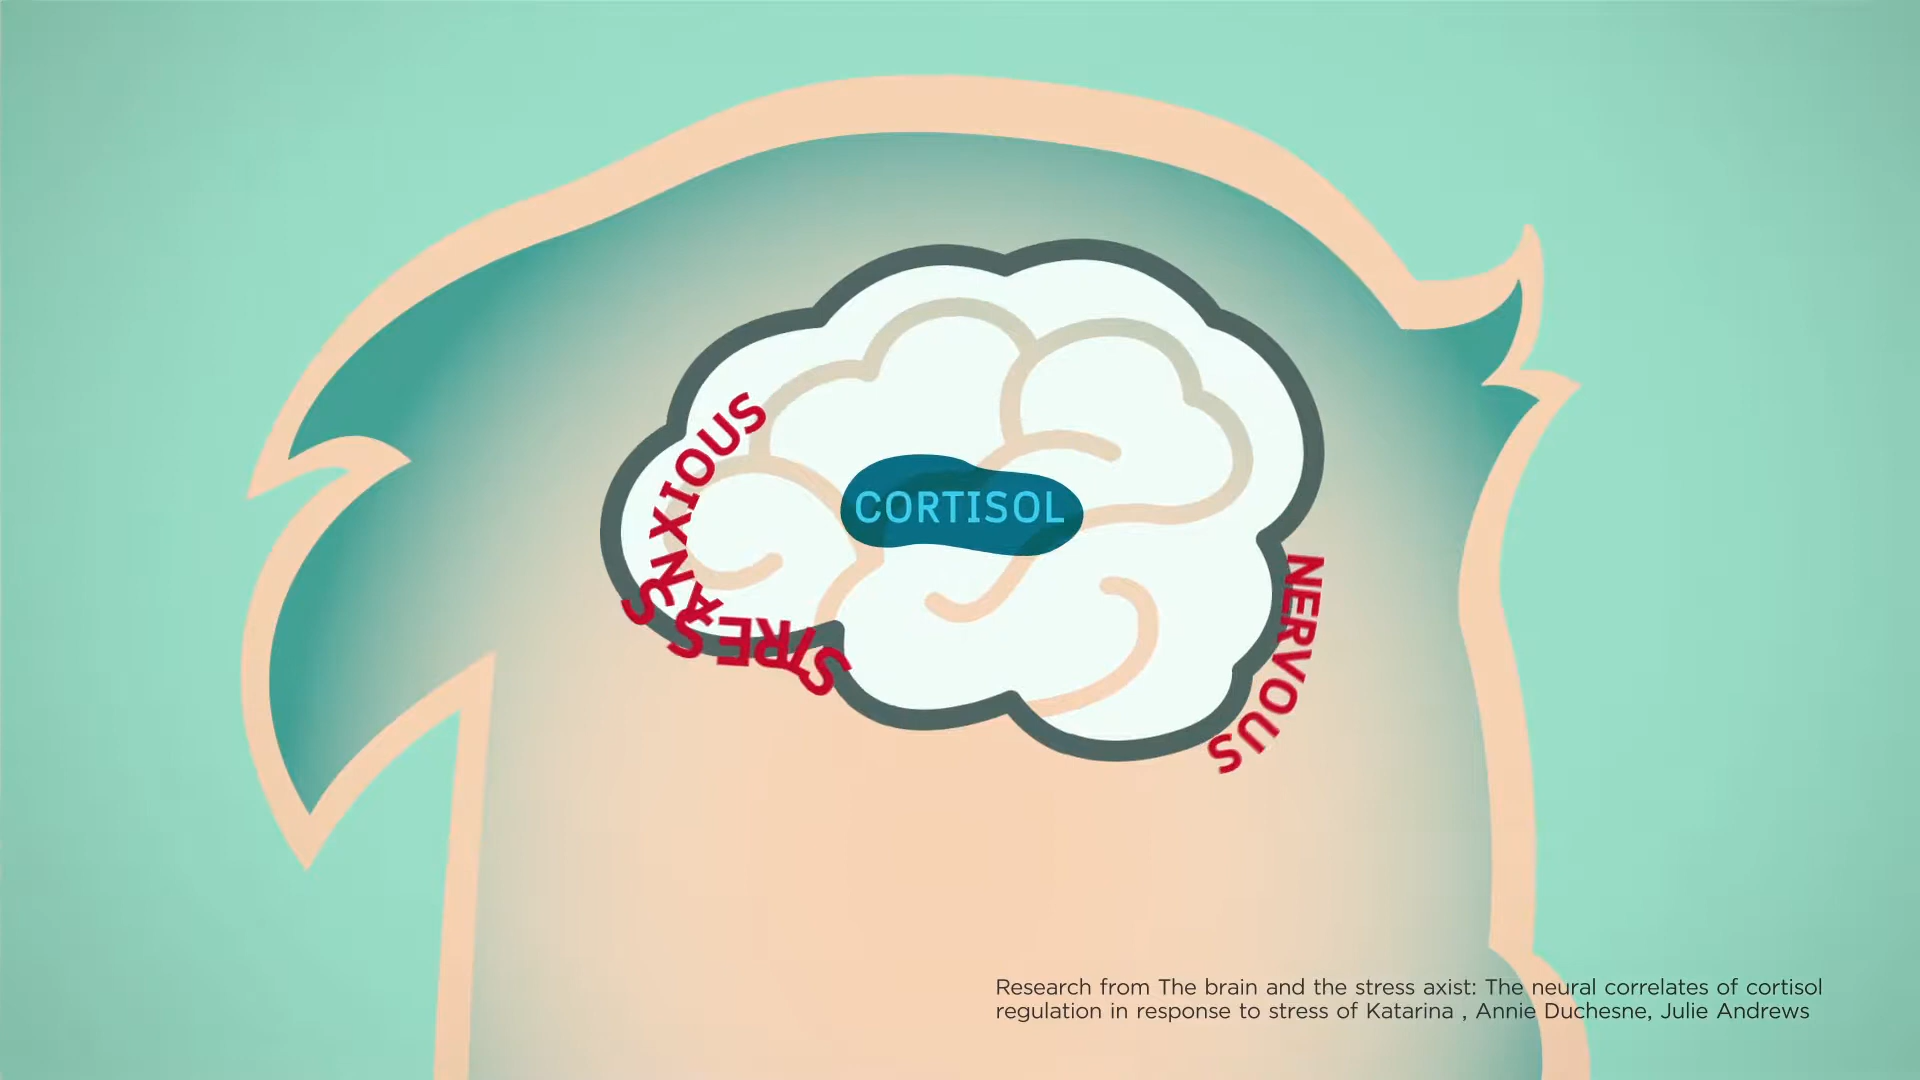 ANXIOUS
CORTISOL
STRESS
NERVOUS
Research from The brain and the stress axist: The neural correlates of cortisol
regulation in response to stress of Katarina , Annie Duchesne, Julie Andrews